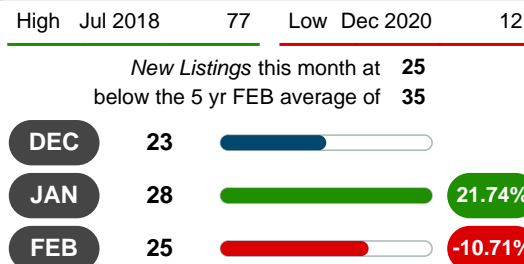 High Jul 2018 77 Low Dec 2020 12
New Listings this month at 25
below the 5 yr FEB average of 35
DEC 23
JAN 28 21.74%
FEB 25 -10.71%